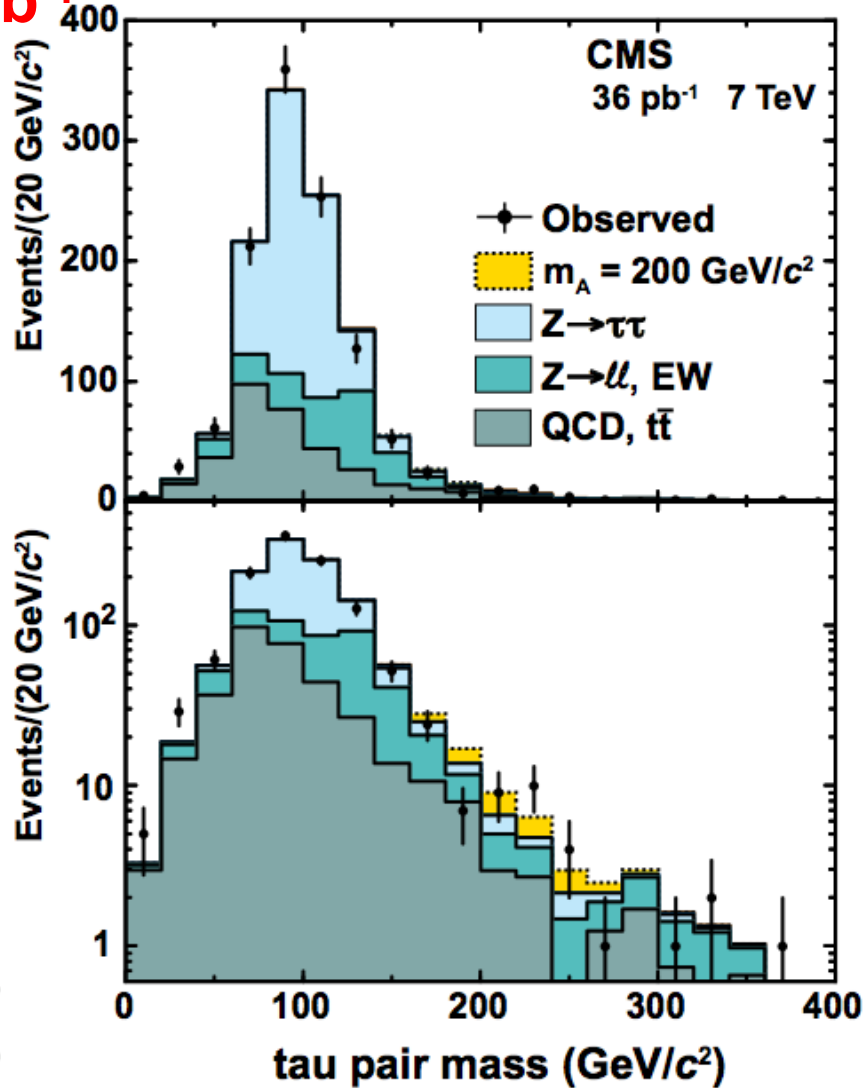 b
400
300
200
100
0
Events/(20 GeV/c²)
CMS
36 pb⁻¹ 7 TeV
Observed
m_A = 200 GeV/c²
Z→ττ
Z→ℓℓ, EW
QCD, tt̄
10²
10
1
Events/(20 GeV/c²)
0 100 200 300 400
tau pair mass (GeV/c²)